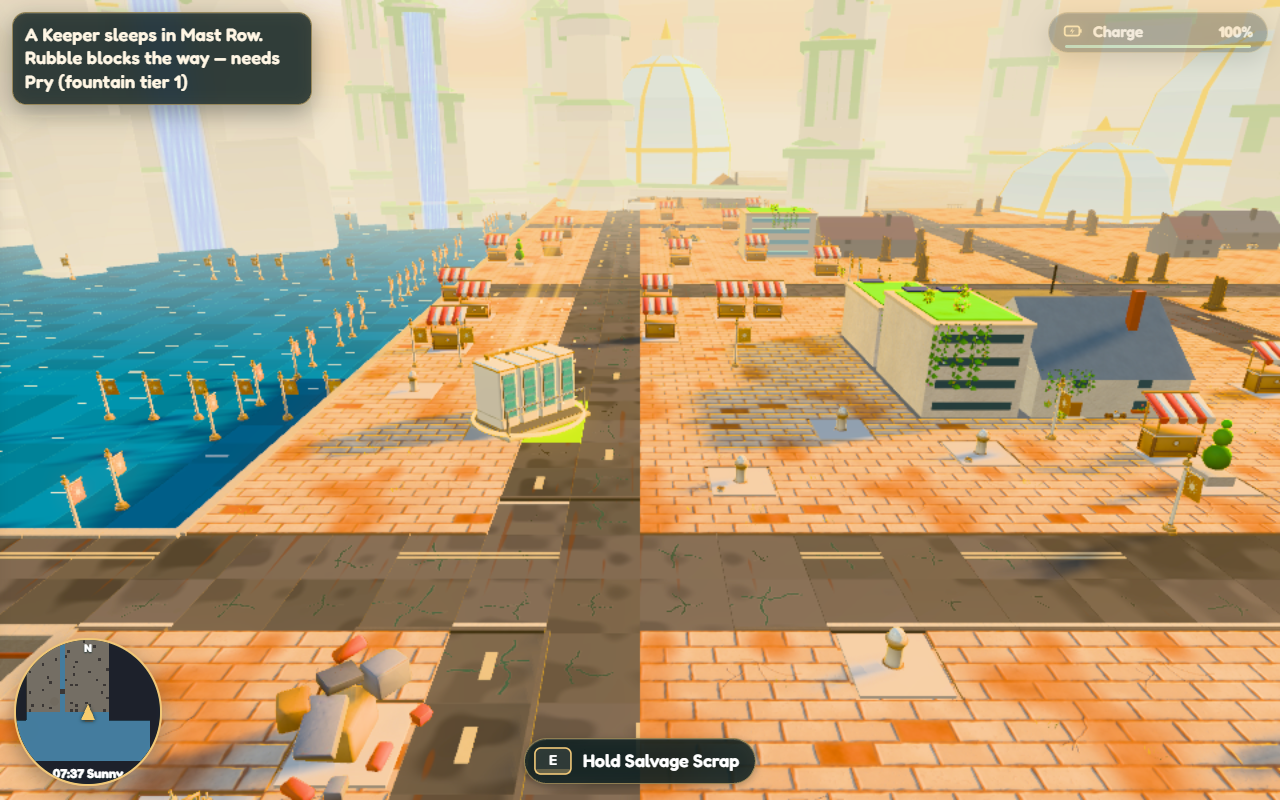 A Keeper sleeps in Mast Row.
Rubble blocks the way — needs
Pry (fountain tier 1)
Charge 100%
N
07:37 Sunny
E Hold Salvage Scrap